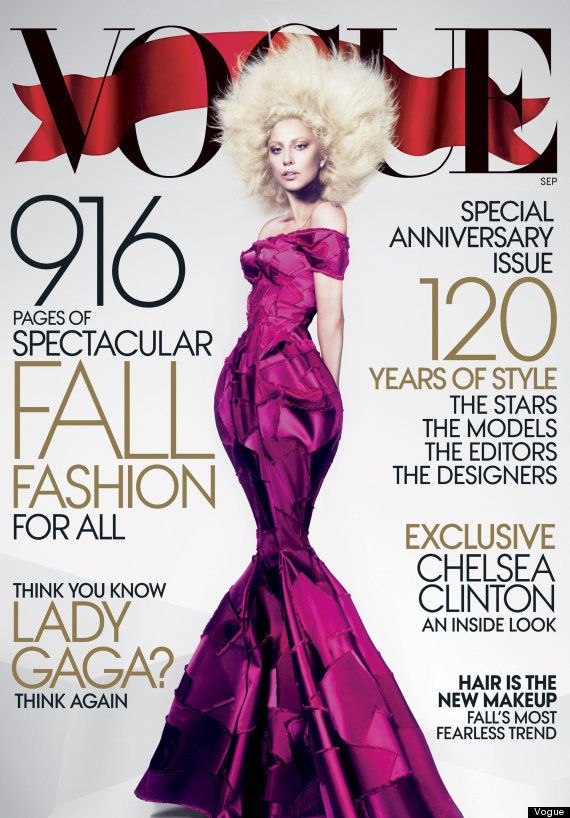 VOGUE
SEP
916
PAGES OF
SPECTACULAR
FALL
FASHION
FOR ALL
THINK YOU KNOW
LADY
GAGA?
THINK AGAIN
SPECIAL
ANNIVERSARY
ISSUE
120
YEARS OF STYLE
THE STARS
THE MODELS
THE EDITORS
THE DESIGNERS
EXCLUSIVE
CHELSEA
CLINTON
AN INSIDE LOOK
HAIR IS THE
NEW MAKEUP
FALL'S MOST
FEARLESS TREND
Vogue